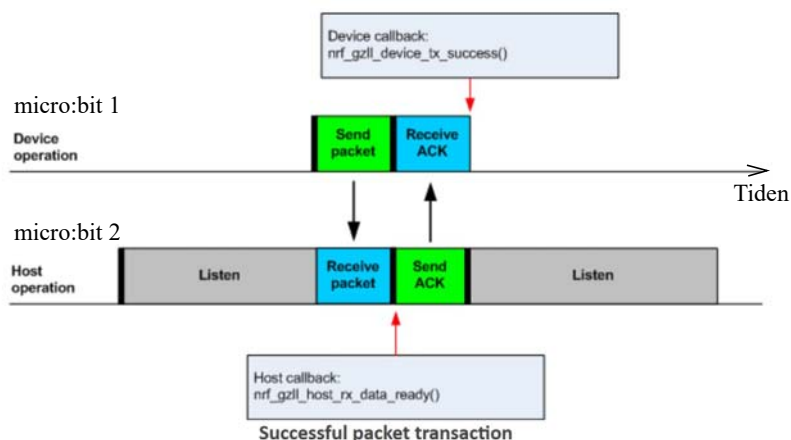 Device callback:
nrf_gzll_device_tx_success()
micro:bit 1
Device
operation
Send
packet
Receive
ACK
Tiden
micro:bit 2
Host
operation
Listen
Receive
packet
Send
ACK
Listen
Host callback:
nrf_gzll_host_rx_data_ready()
Successful packet transaction